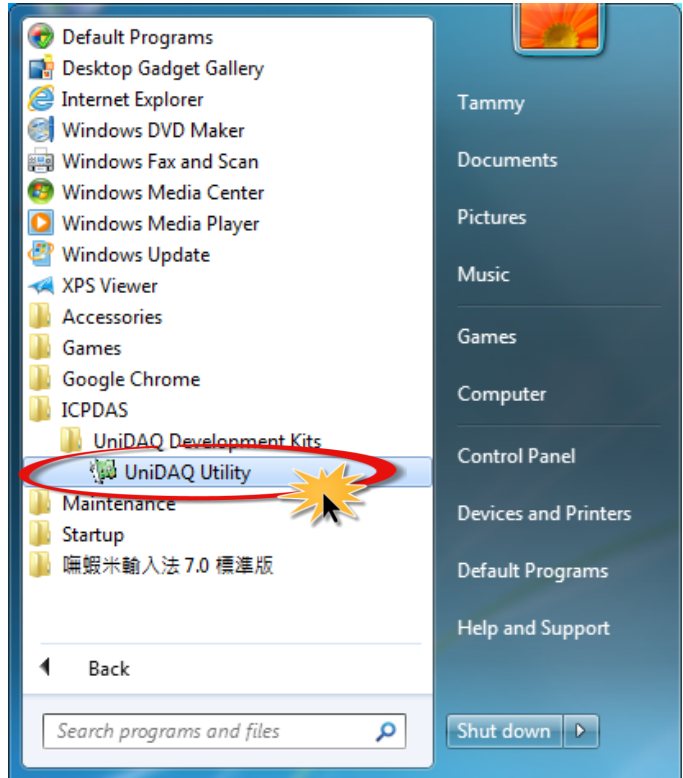 Default Programs
Desktop Gadget Gallery
Internet Explorer
Windows DVD Maker
Windows Fax and Scan
Windows Media Center
Windows Media Player
Windows Update
XPS Viewer
Accessories
Games
Google Chrome
ICPDAS
UniDAQ Development Kits
UniDAQ Utility
Maintenance
Startup
嘸蝦米輸入法 7.0 標準版
Back
Search programs and files
Tammy
Documents
Pictures
Music
Games
Computer
Control Panel
Devices and Printers
Default Programs
Help and Support
Shut down